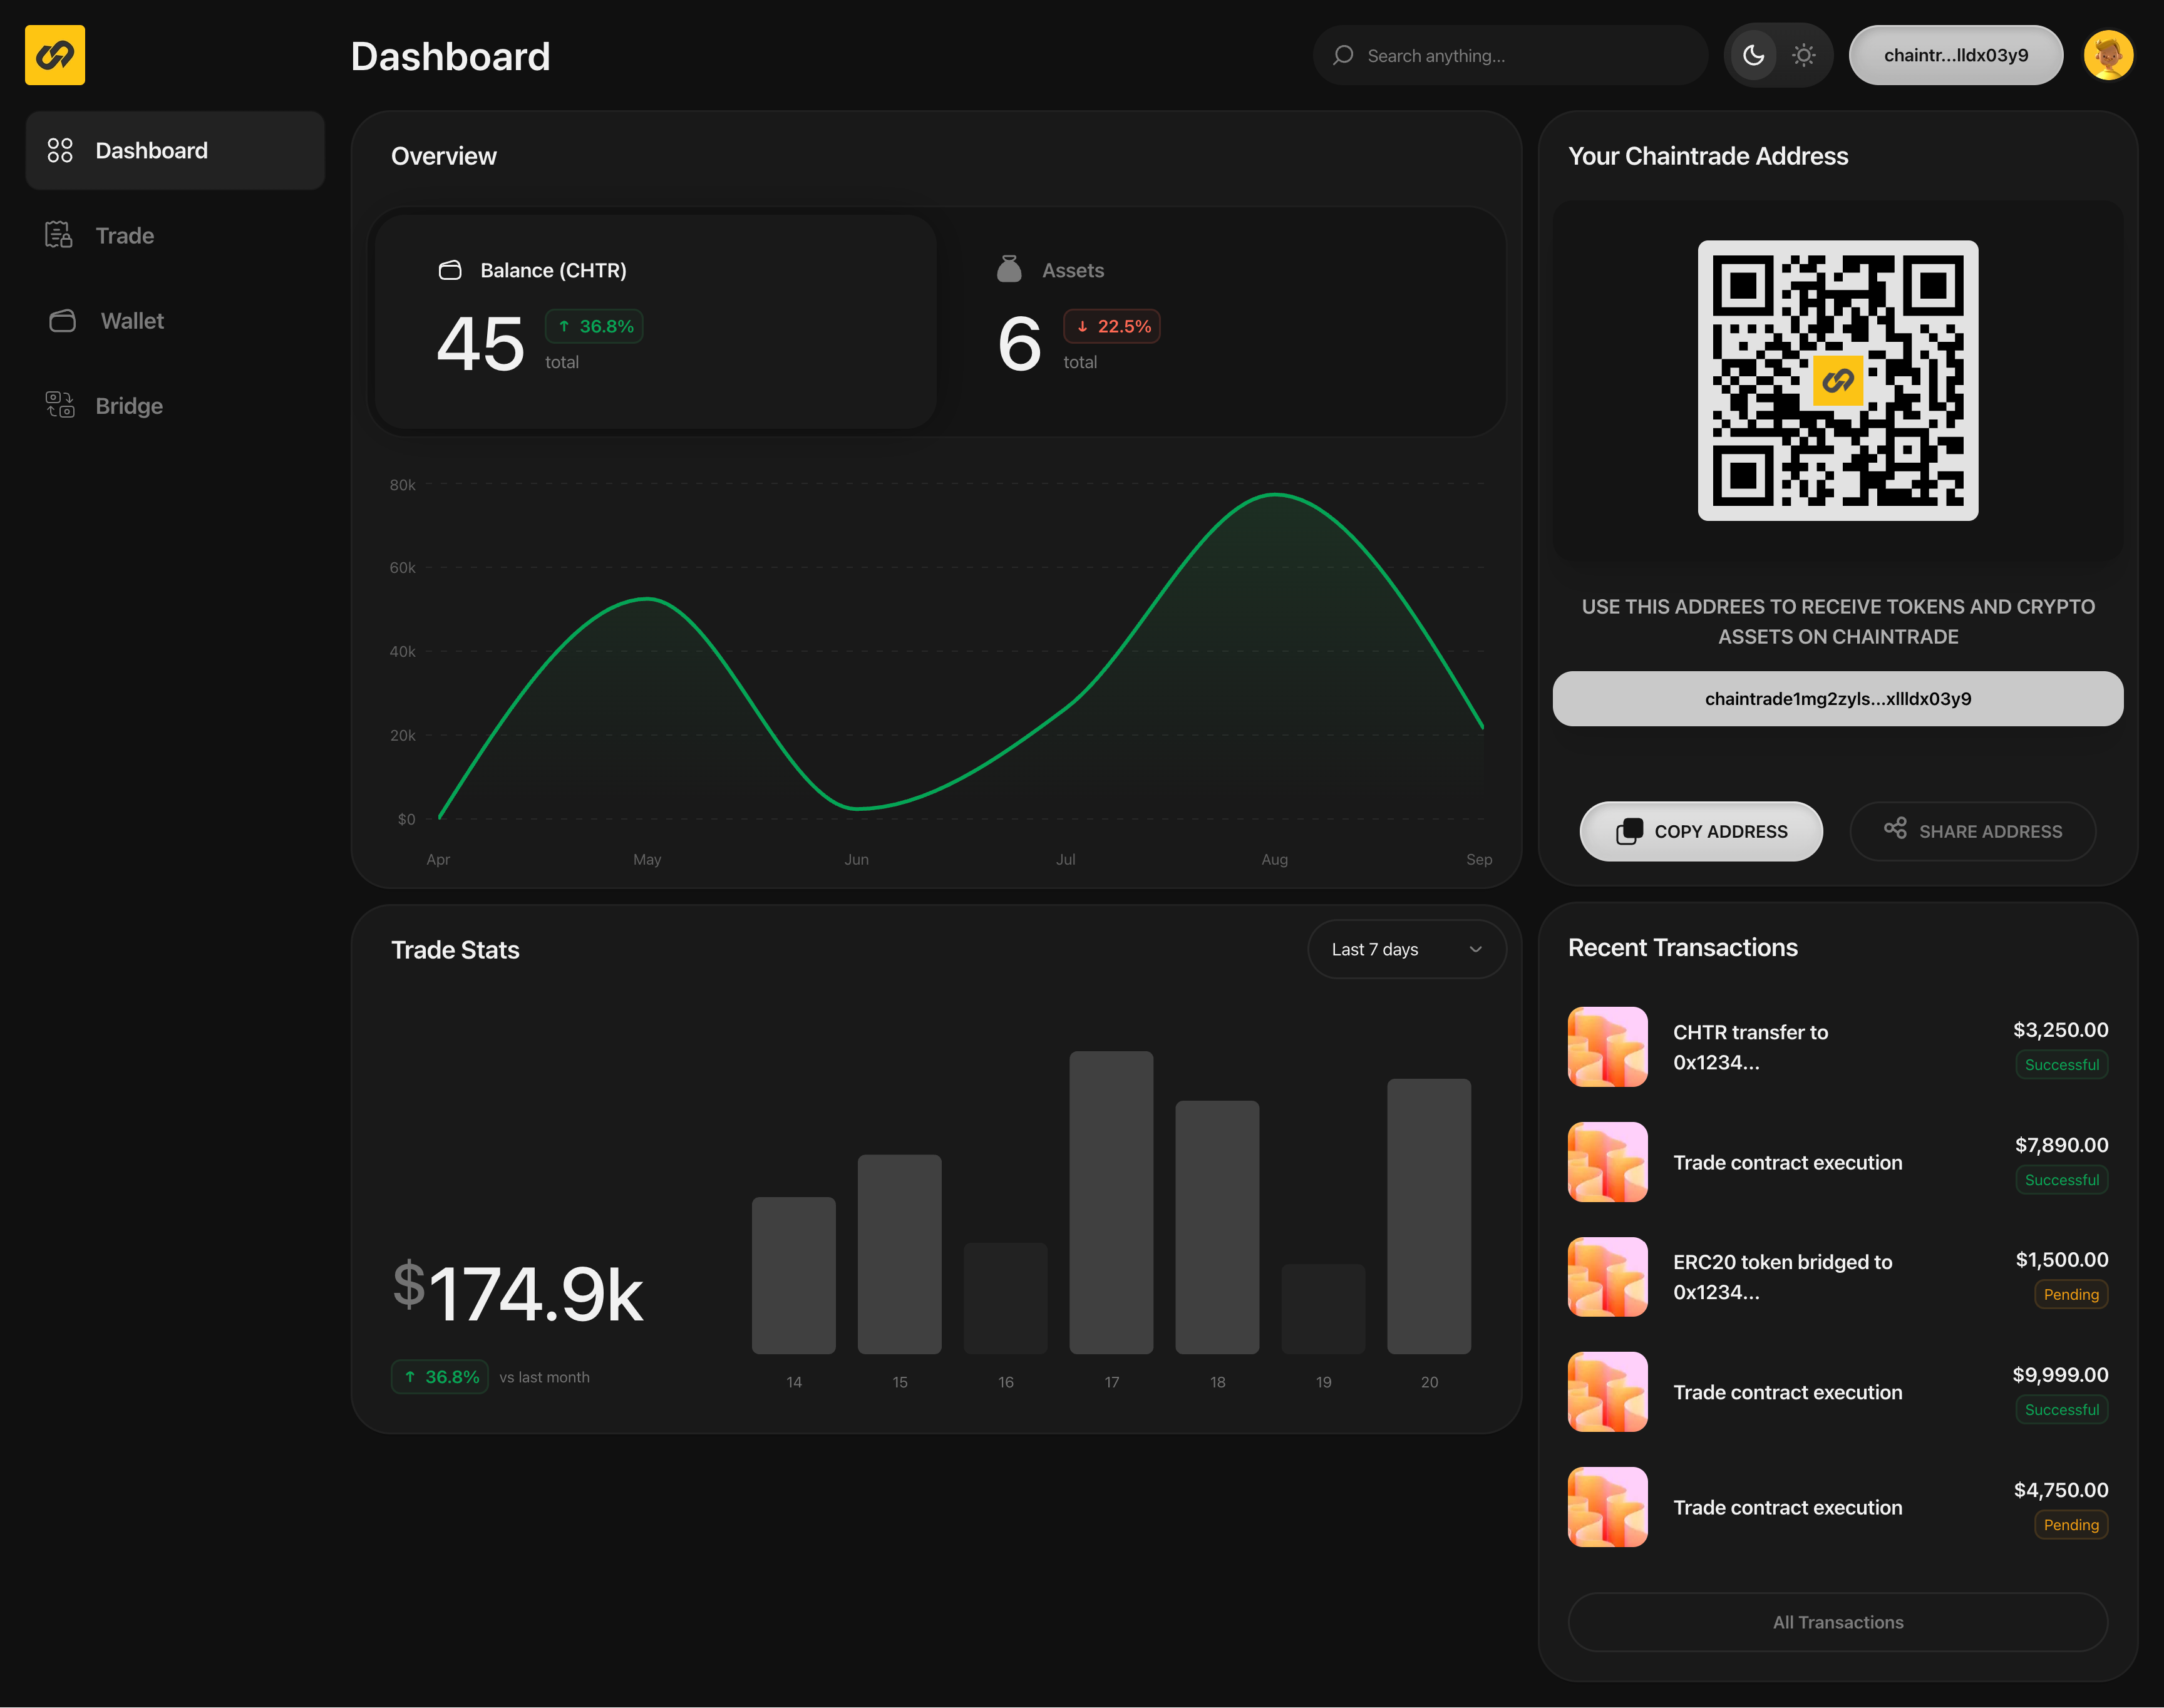 Dashboard
Search anything...
chaintr...lldx03y9
Dashboard
Trade
Wallet
Bridge
Overview
Balance (CHTR)
45
36.8%
total
Assets
6
22.5%
total
80k
60k
40k
20k
$0
Apr
May
Jun
Jul
Aug
Sep
Your Chaintrade Address
USE THIS ADDREES TO RECEIVE TOKENS AND CRYPTO
ASSETS ON CHAINTRADE
chaintrade1mg2zyls...xllldx03y9
COPY ADDRESS
SHARE ADDRESS
Trade Stats
Last 7 days
$174.9k
36.8%
vs last month
14
15
16
17
18
19
20
Recent Transactions
CHTR transfer to
0x1234...
$3,250.00
Successful
Trade contract execution
$7,890.00
Successful
ERC20 token bridged to
0x1234...
$1,500.00
Pending
Trade contract execution
$9,999.00
Successful
Trade contract execution
$4,750.00
Pending
All Transactions